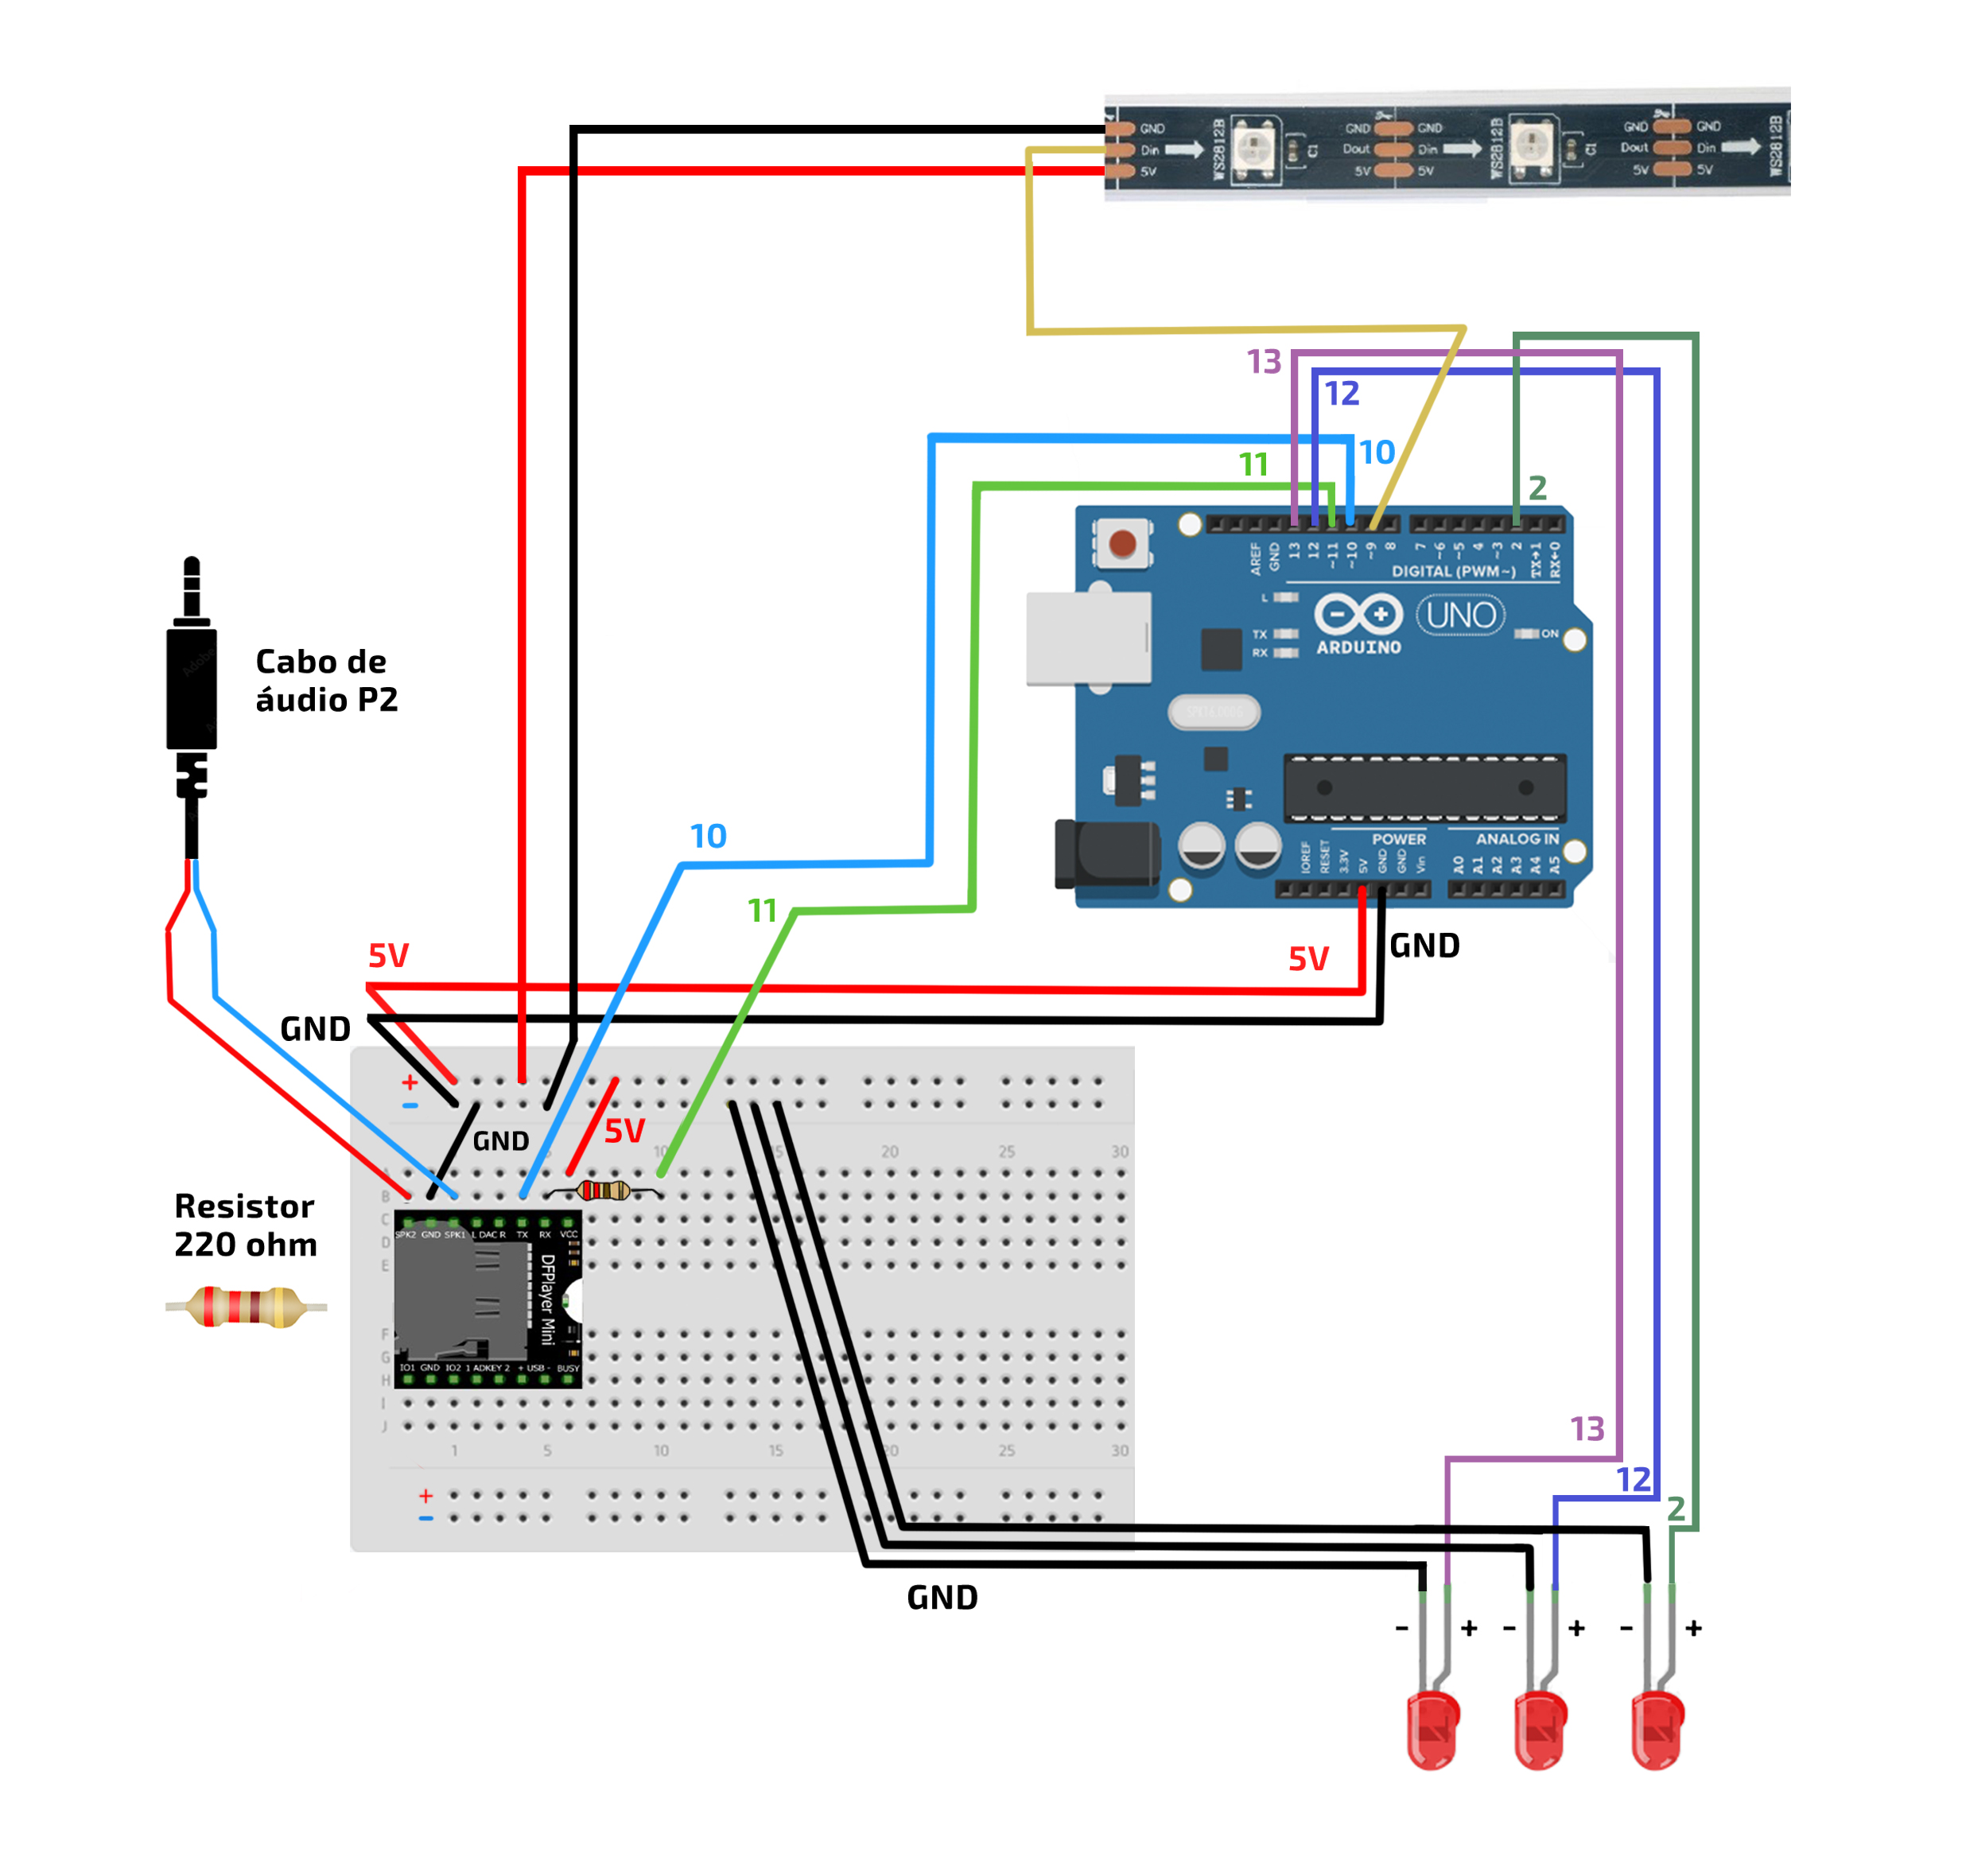 GND GND GND GND GND
Din WS2812B C1 Dout Din WS2812B C1 Dout Din WS2812B
5V 5V 5V 5V 5V
13
12
10
11
2
AREF GND 13 12 ~11 ~10 ~9 8 7 ~6 ~5 4 ~3 2 TX→1 RX←0
DIGITAL (PWM~)
L
TX
RX
UNO
ON
ARDUINO
Cabo de
áudio P2
POWER ANALOG IN
IOREF RESET 3.3V 5V GND GND Vin A0 A1 A2 A3 A4 A5
10
11
5V
5V
GND
GND
+
−
GND
5V
10 20 25 30
A
B
C
D
E
Resistor
220 ohm
SPK2 GND SPK1 L DAC R TX RX VCC
DFPlayer Mini
IO1 GND IO2 1 ADKEY 2 + USB - BUSY
F
G
H
I
J
1 5 10 15 20 25 30
+
−
13
12
2
GND
- + - + - +